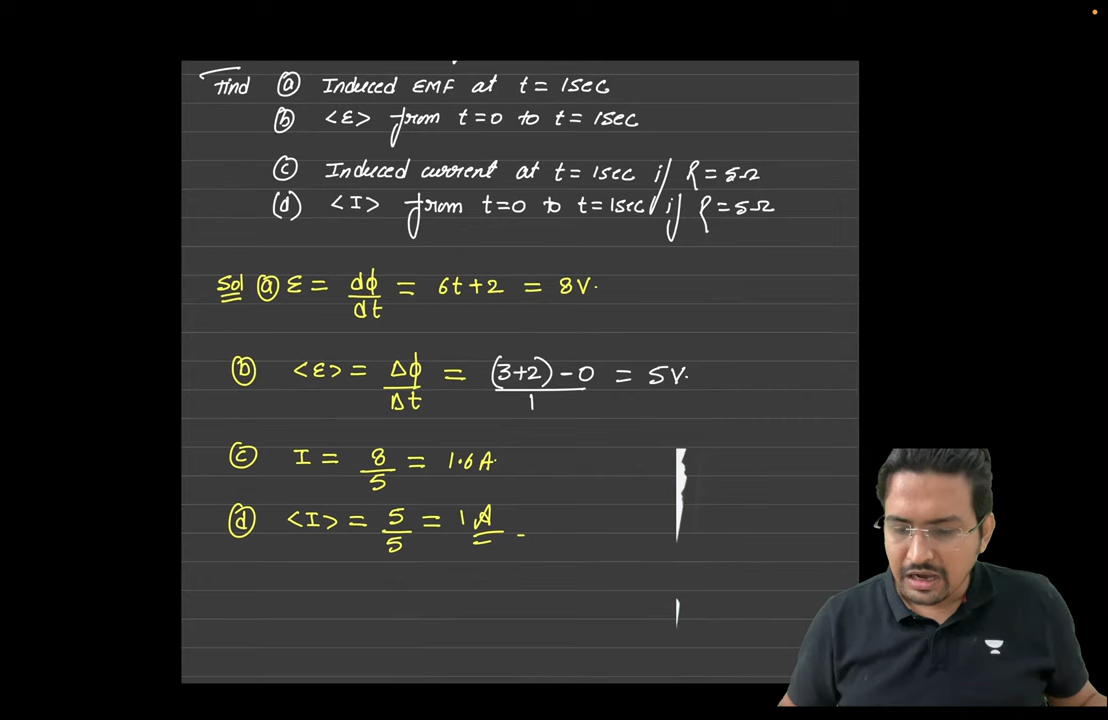 Find (a) Induced EMF at t = 1sec
(b) <ε> from t=0 to t= 1sec
(c) Induced current at t= 1sec if R = 5Ω
(d) <I> from t=0 to t= 1sec if R = 5Ω
Sol (a) ε = dϕ/dt = 6t+2 = 8V.
(b) <ε> = Δϕ/Δt = (3+2)-0/1 = 5V.
(c) I = 8/5 = 1.6A.
(d) <I> = 5/5 = 1A